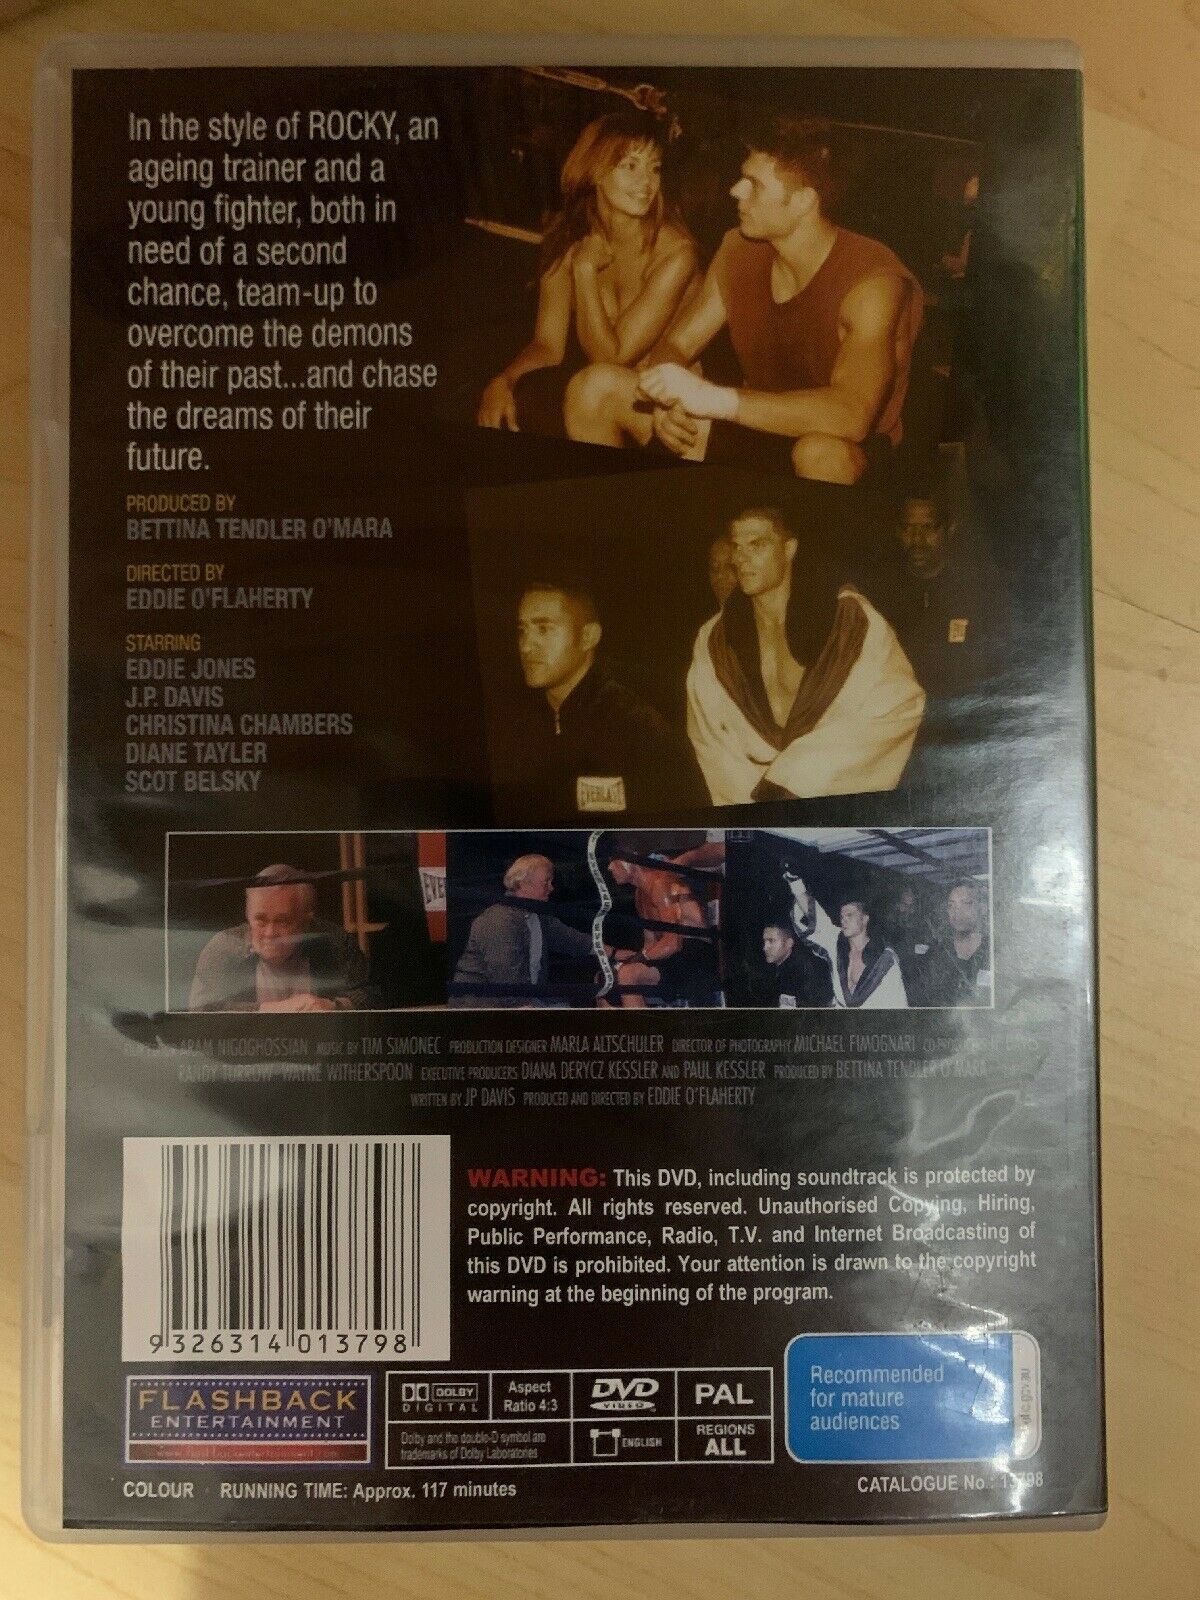 In the style of ROCKY, an
ageing trainer and a
young fighter, both in
need of a second
chance, team-up to
overcome the demons
of their past...and chase
the dreams of their
future.
PRODUCED BY
BETTINA TENDLER O'MARA
DIRECTED BY
EDDIE O'FLAHERTY
STARRING
EDDIE JONES
J.P. DAVIS
CHRISTINA CHAMBERS
DIANE TAYLER
SCOT BELSKY
EVERLAST
EVE
ARAM NIGOGHOSSIAN MUSIC BY TIM SIMONEC PRODUCTION DESIGNER MARLA ALTSCHULER DIRECTOR OF PHOTOGRAPHY MICHAEL FIMOGNARI
RANDY TURROW WAYNE WITHERSPOON EXECUTIVE PRODUCERS DIANA DERYCZ KESSLER AND PAUL KESSLER PRODUCED BY BETTINA TENDLER O'MARA
WRITTEN BY JP DAVIS PRODUCED AND DIRECTED BY EDDIE O'FLAHERTY
WARNING: This DVD, including soundtrack is protected by
copyright. All rights reserved. Unauthorised Copying, Hiring,
Public Performance, Radio, T.V. and Internet Broadcasting of
this DVD is prohibited. Your attention is drawn to the copyright
warning at the beginning of the program.
9 326314 013798
FLASHBACK
ENTERTAINMENT
DOLBY
DIGITAL
Aspect
Ratio 4:3
Dolby and the double-D symbol are
trademarks of Dolby Laboratories
DVD
VIDEO
ENGLISH
PAL
REGIONS
ALL
Recommended
for mature
audiences
COLOUR · RUNNING TIME: Approx. 117 minutes
CATALOGUE No.: 13798